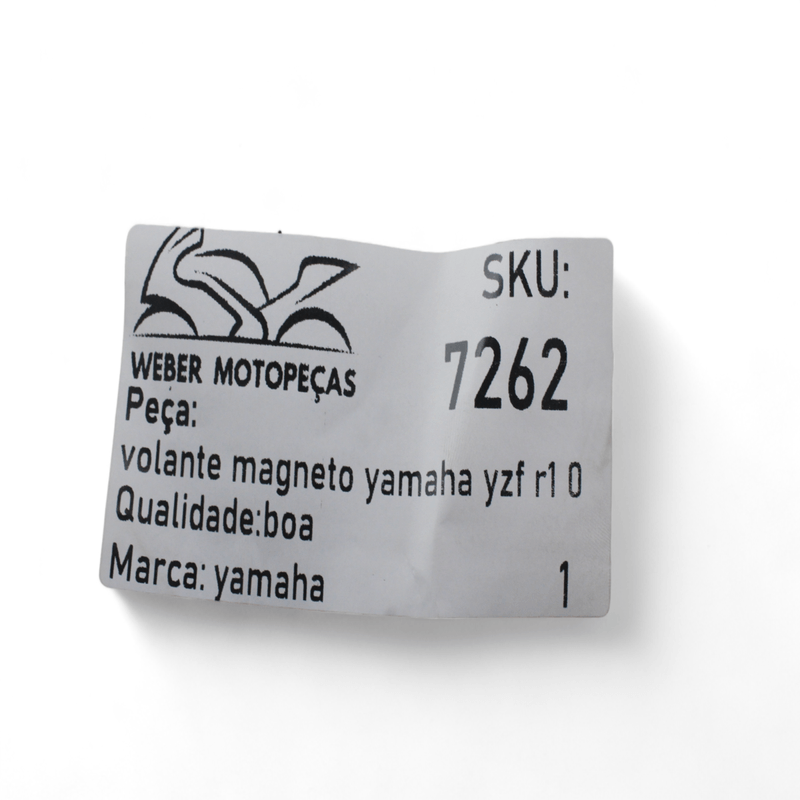 WEBER MOTOPEÇAS
SKU:
7262
Peça:
volante magneto yamaha yzf r1 0
Qualidade:boa
Marca: yamaha
1